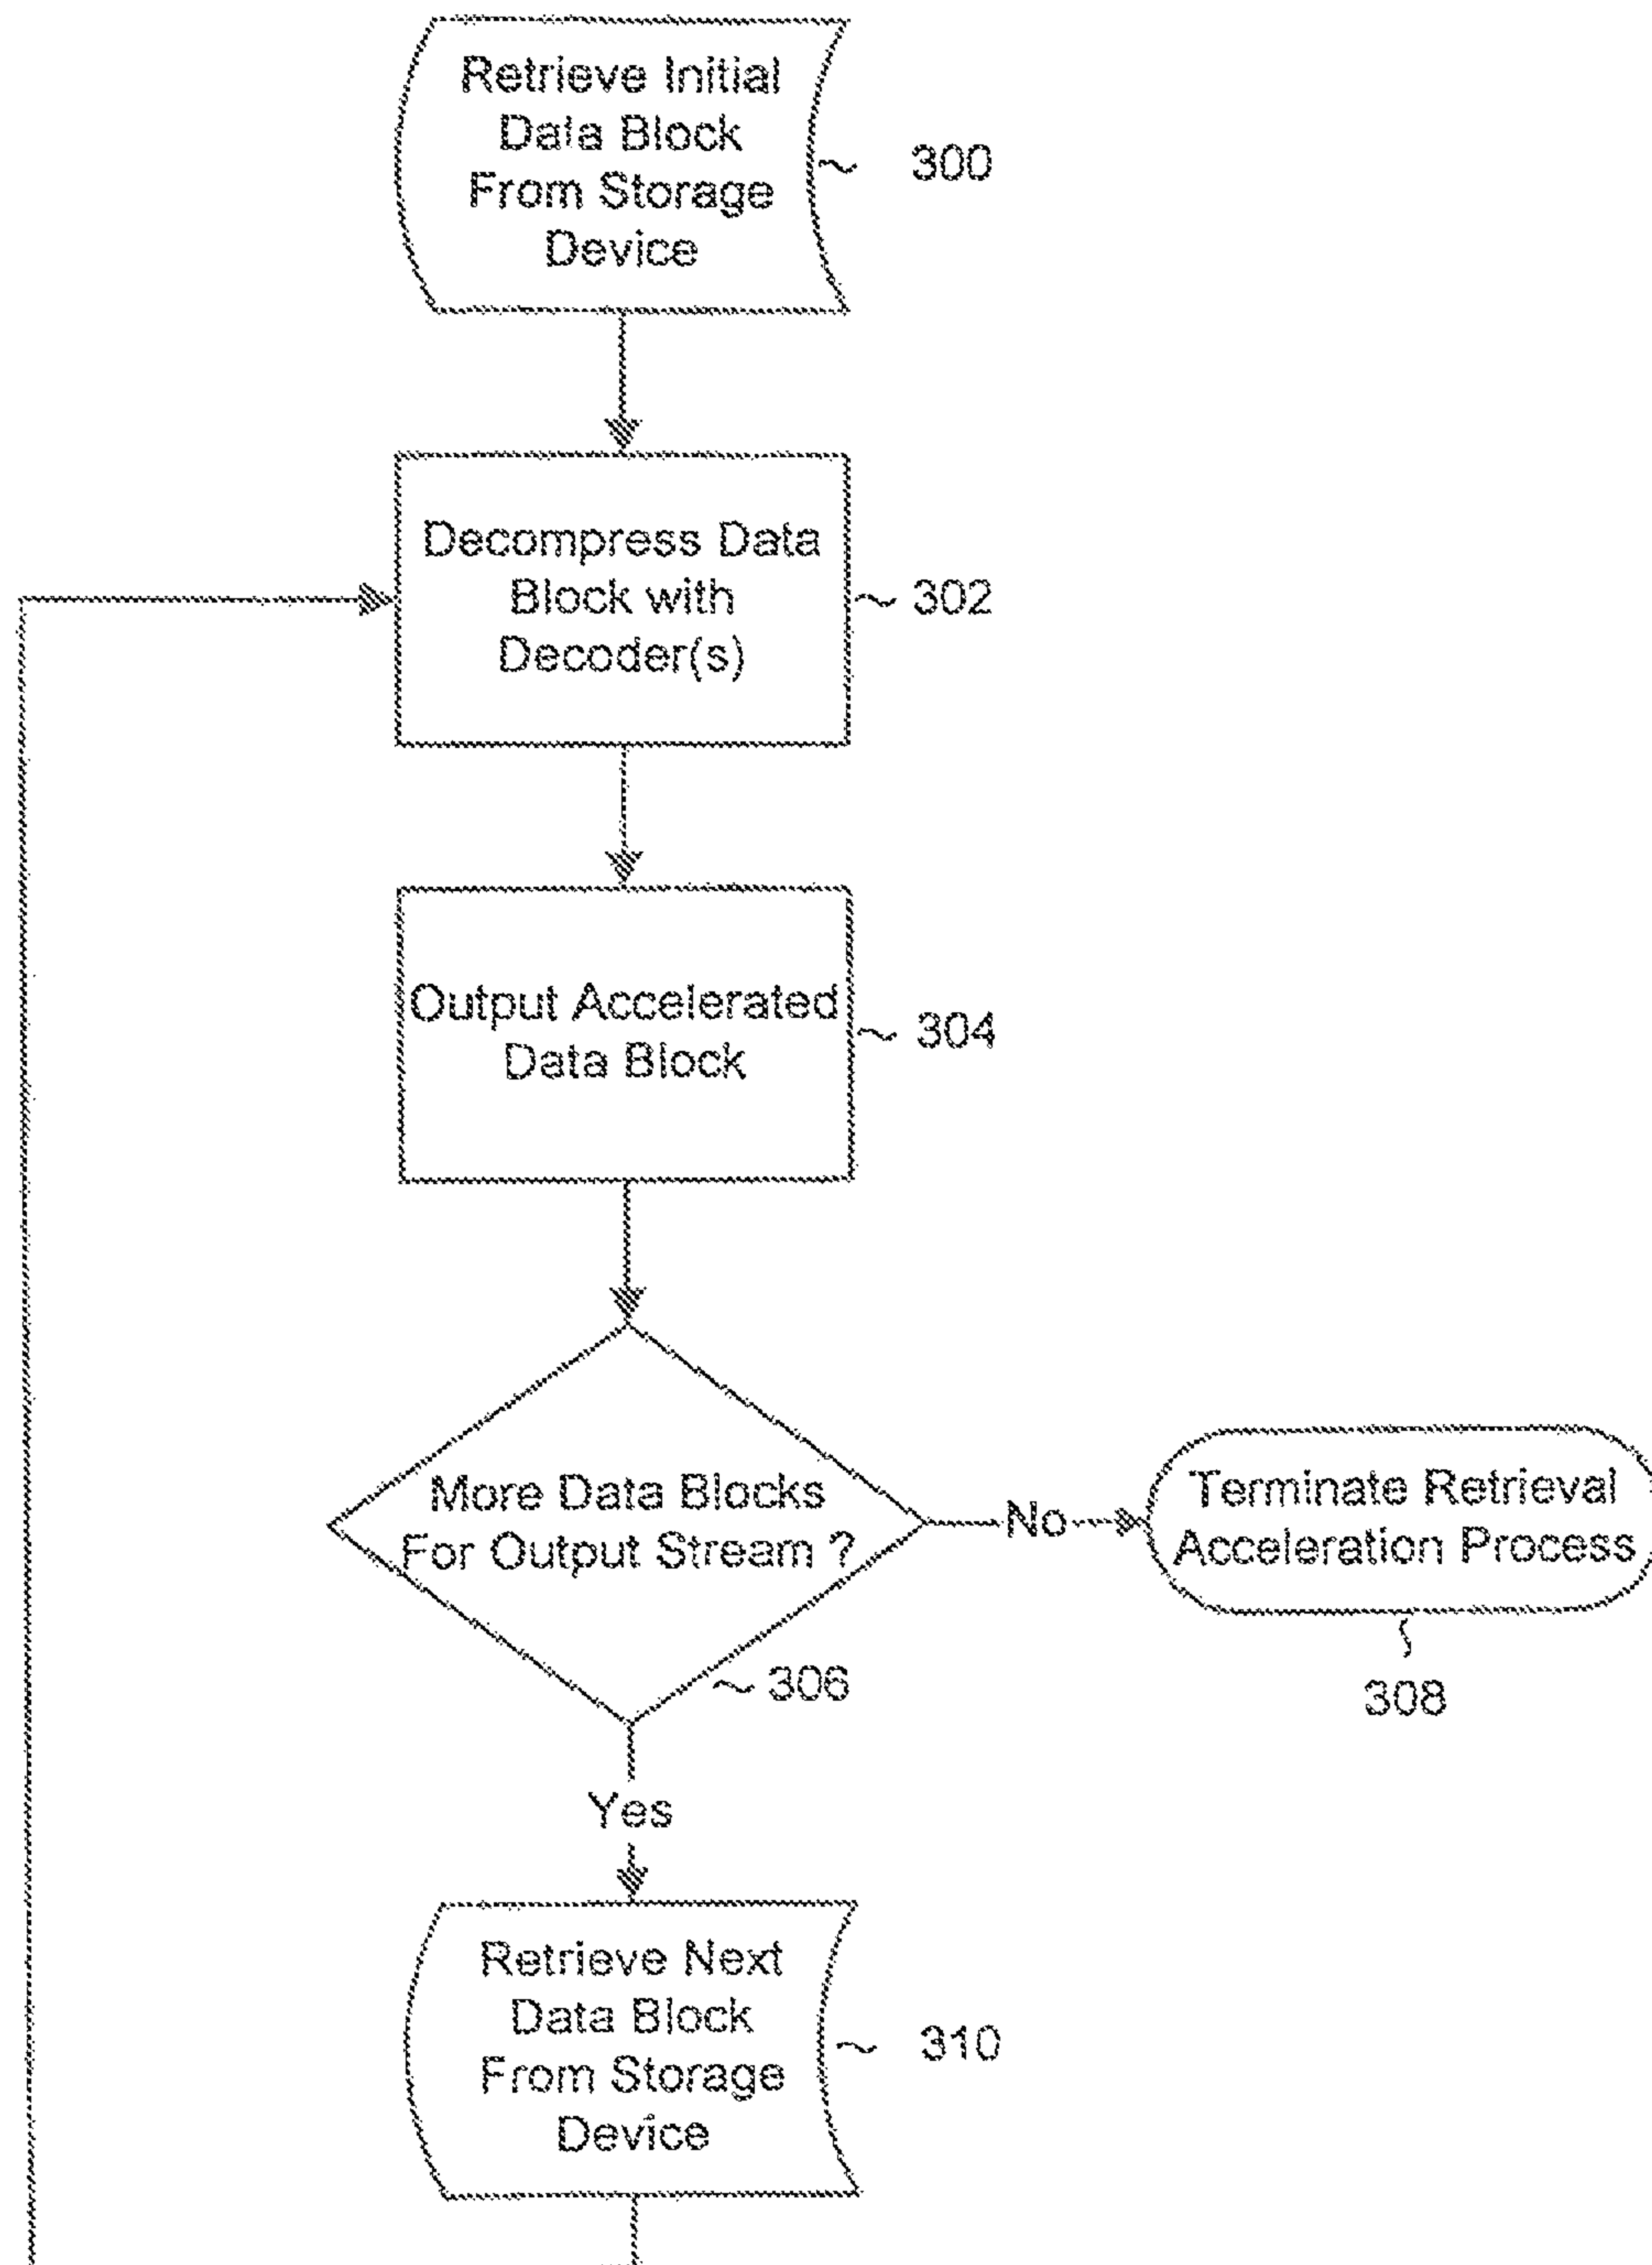 Retrieve Initial
Data Block
From Storage
Device
300
Decompress Data
Block with
Decoder(s)
302
Output Accelerated
Data Block
304
More Data Blocks
For Output Stream ?
306
No
Terminate Retrieval
Acceleration Process
308
Yes
Retrieve Next
Data Block
From Storage
Device
310